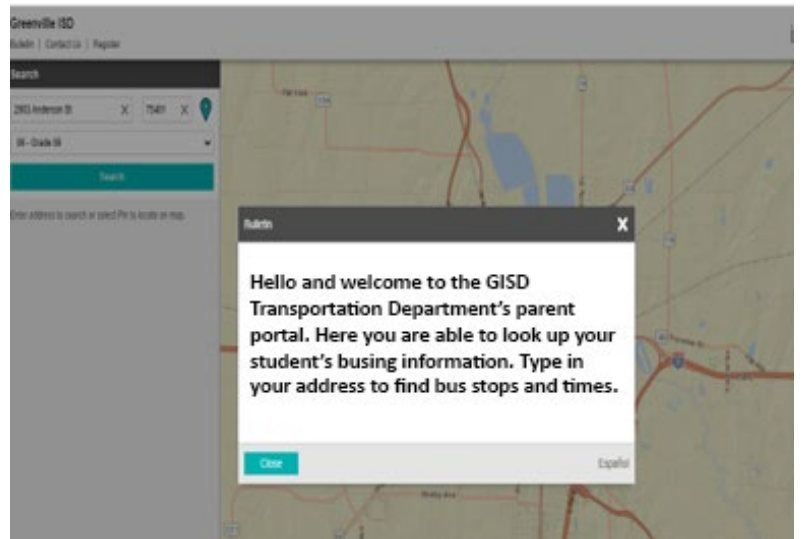 Greenville ISD
Bulletin | Contact Us | Register
Search
2903 Anderson St X 75401 X
09 - Grade 09
Search
Enter address to search or select Pin to locate on map.
Bulletin X
Hello and welcome to the GISD
Transportation Department's parent
portal. Here you are able to look up your
student's busing information. Type in
your address to find bus stops and times.
Close Español